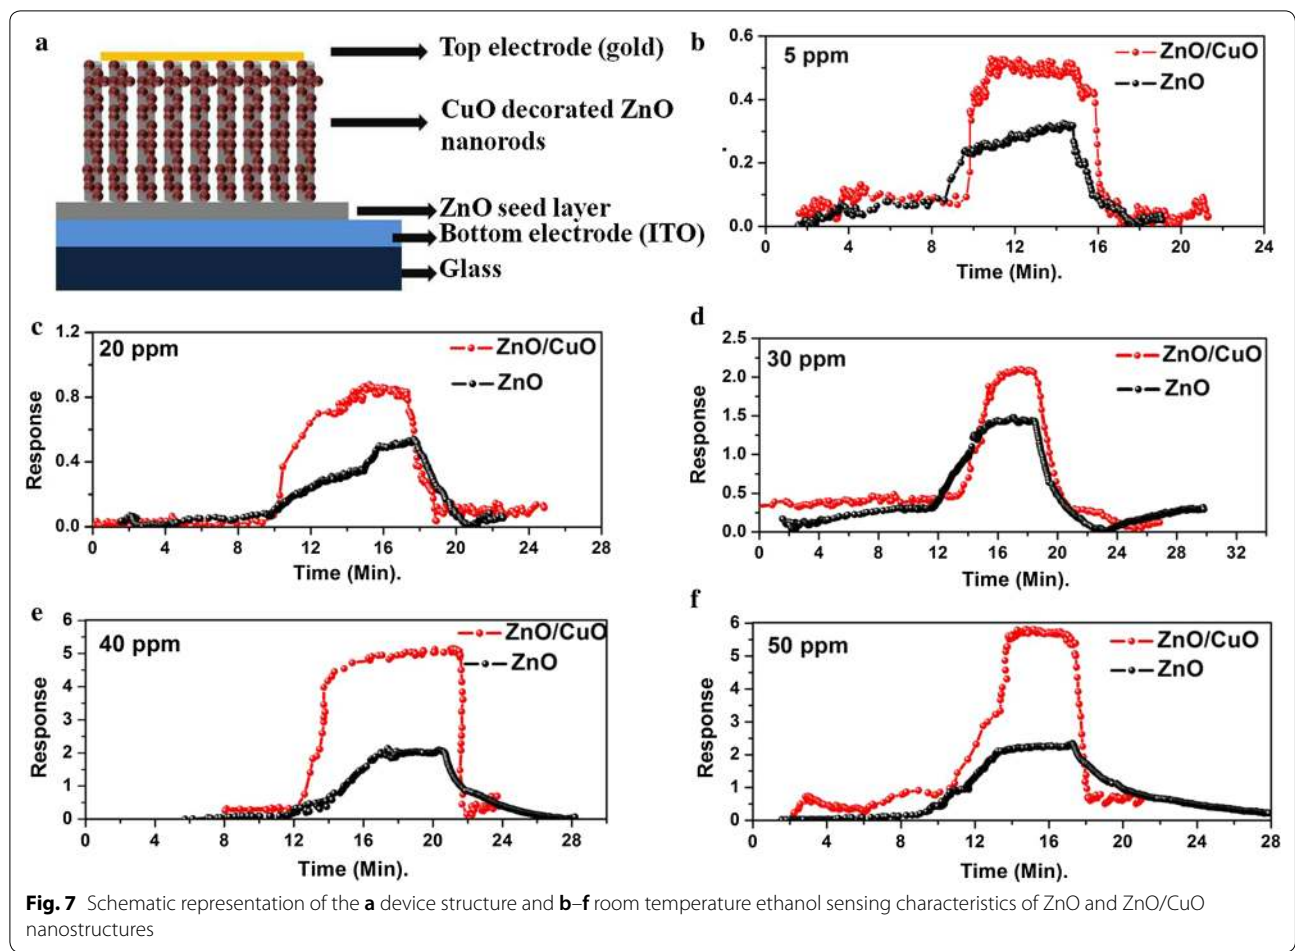 a
Top electrode (gold)
CuO decorated ZnO
nanorods
ZnO seed layer
Bottom electrode (ITO)
Glass
b
5 ppm
ZnO/CuO
ZnO
0.6
0.4
0.2
0.0
0 4 8 12 16 20 24
Time (Min).
c
20 ppm
ZnO/CuO
ZnO
Response
1.2
0.8
0.4
0.0
0 4 8 12 16 20 24 28
Time (Min).
d
30 ppm
ZnO/CuO
ZnO
Response
2.5
2.0
1.5
1.0
0.5
0.0
0 4 8 12 16 20 24 28 32
Time (Min).
e
40 ppm
ZnO/CuO
ZnO
Response
6
5
4
3
2
1
0
0 4 8 12 16 20 24 28
Time (Min).
f
50 ppm
ZnO/CuO
ZnO
Response
6
5
4
3
2
1
0
0 4 8 12 16 20 24 28
Time (Min).
Fig. 7 Schematic representation of the a device structure and b–f room temperature ethanol sensing characteristics of ZnO and ZnO/CuO
nanostructures